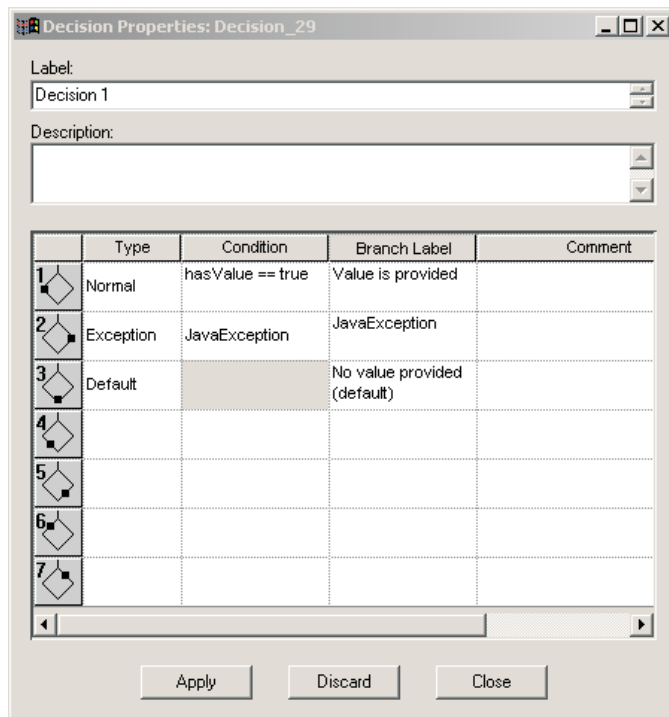 Decision Properties: Decision_29
Label:
Decision 1
Description:
Type Condition Branch Label Comment
1 Normal hasValue == true Value is provided
2 Exception JavaException JavaException
3 Default No value provided
(default)
4
5
6
7
Apply Discard Close